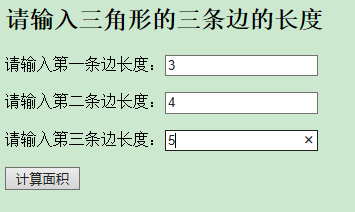 请输入三角形的三条边的长度
请输入第一条边长度：3
请输入第二条边长度：4
请输入第三条边长度：5
计算面积